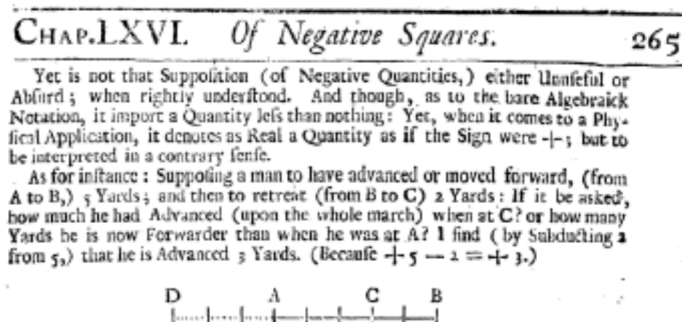 CHAP.LXVI. Of Negative Squares. 265
Yet is not that Suppoſition (of Negative Quantities,) either Unuſeful or
Abſurd; when rightly underſtood. And though, as to the bare Algebraick
Notation, it import a Quantity leſs than nothing: Yet, when it comes to a Phy-
ſical Application, it denotes as Real a Quantity as if the Sign were +; but to
be interpreted in a contrary ſenſe.
As for inſtance: Suppoſing a man to have advanced or moved forward, (from
A to B,) 5 Yards; and then to retreat (from B to C) 2 Yards: If it be asked,
how much he had Advanced (upon the whole march) when at C? or how many
Yards he is now Forwarder than when he was at A? I find (by Subducting 2
from 5,) that he is Advanced 3 Yards. (Becauſe + 5 — 2 = + 3.)
D A C B